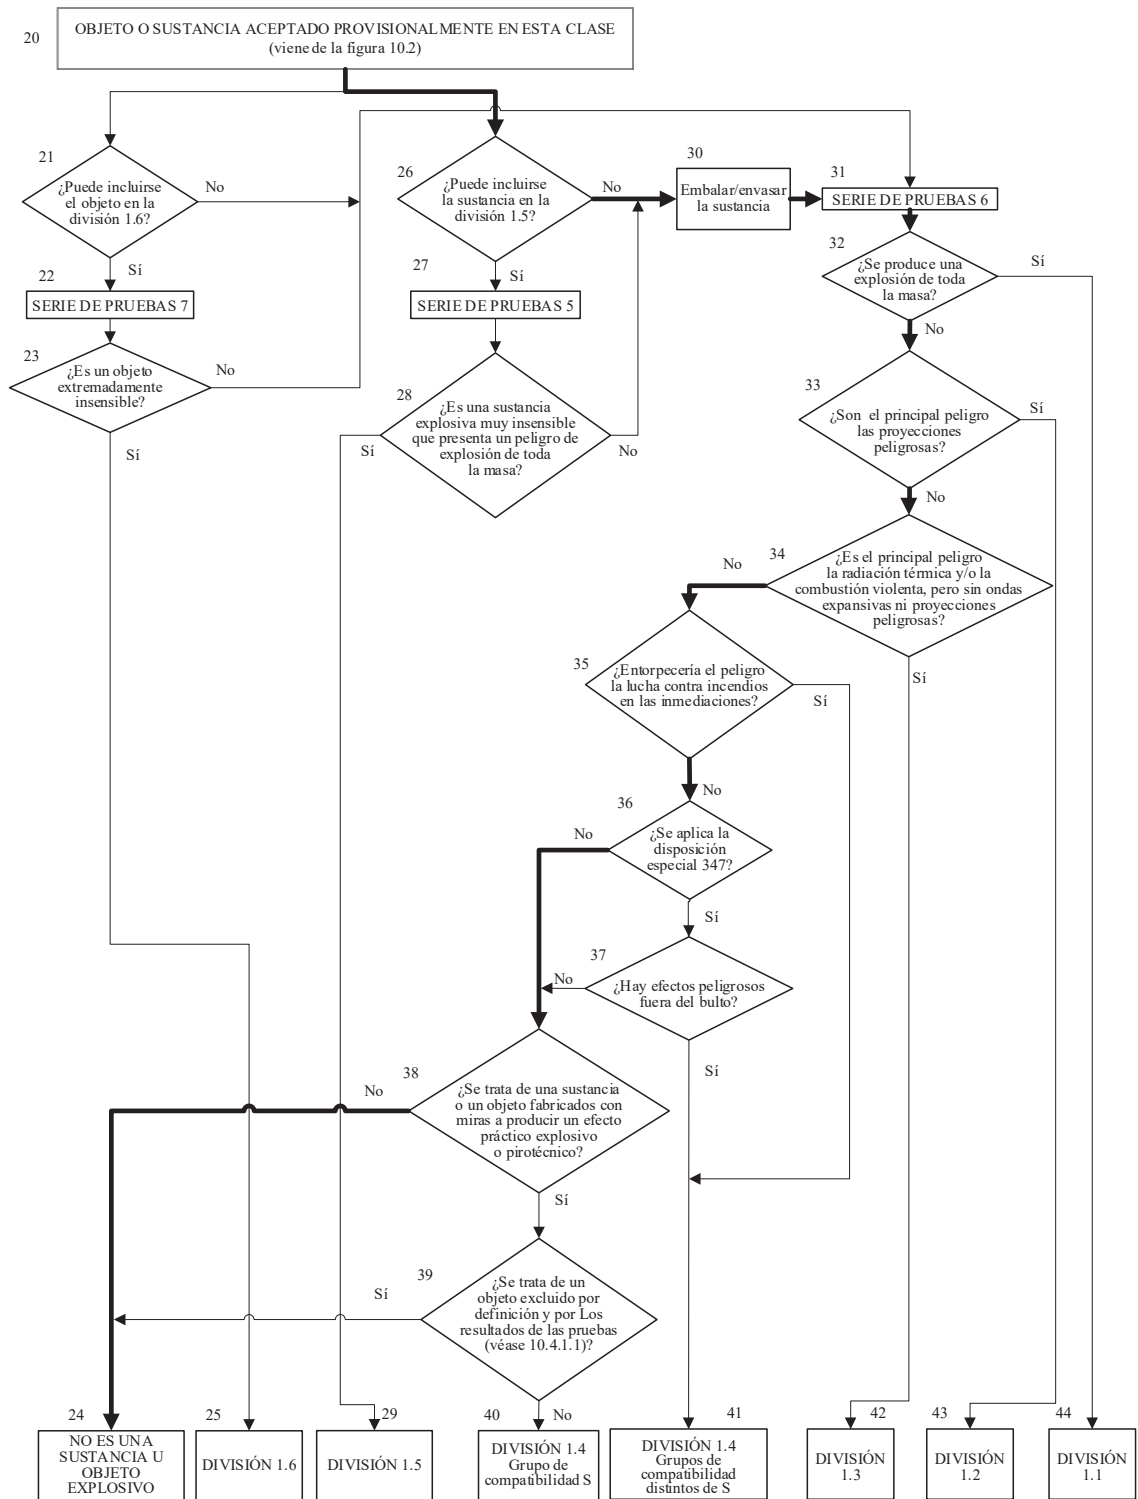 20
OBJETO O SUSTANCIA ACEPTADO PROVISIONALMENTE EN ESTA CLASE
(viene de la figura 10.2)
21
¿Puede incluirse
el objeto en la
división 1.6?
No
Sí
22
SERIE DE PRUEBAS 7
23
¿Es un objeto
extremadamente
insensible?
No
Sí
26
¿Puede incluirse
la sustancia en la
división 1.5?
No
Sí
27
SERIE DE PRUEBAS 5
28
¿Es una sustancia
explosiva muy insensible
que presenta un peligro de
explosión de toda
la masa?
Sí
No
30
Embalar/envasar
la sustancia
31
SERIE DE PRUEBAS 6
32
¿Se produce una
explosión de toda
la masa?
Sí
No
33
¿Son el principal peligro
las proyecciones
peligrosas?
Sí
No
34
¿Es el principal peligro
la radiación térmica y/o la
combustión violenta, pero sin ondas
expansivas ni proyecciones
peligrosas?
No
Sí
35
¿Entorpecería el peligro
la lucha contra incendios
en las inmediaciones?
Sí
No
36
¿Se aplica la
disposición
especial 347?
No
Sí
37
¿Hay efectos peligrosos
fuera del bulto?
No
Sí
38
¿Se trata de una sustancia
o un objeto fabricados con
miras a producir un efecto
práctico explosivo
o pirotécnico?
No
Sí
39
¿Se trata de un
objeto excluido por
definición y por Los
resultados de las pruebas
(véase 10.4.1.1)?
Sí
No
24
NO ES UNA
SUSTANCIA U
OBJETO
EXPLOSIVO
25
DIVISIÓN 1.6
29
DIVISIÓN 1.5
40
DIVISIÓN 1.4
Grupo de
compatibilidad S
41
DIVISIÓN 1.4
Grupos de
compatibilidad
distintos de S
42
DIVISIÓN
1.3
43
DIVISIÓN
1.2
44
DIVISIÓN
1.1